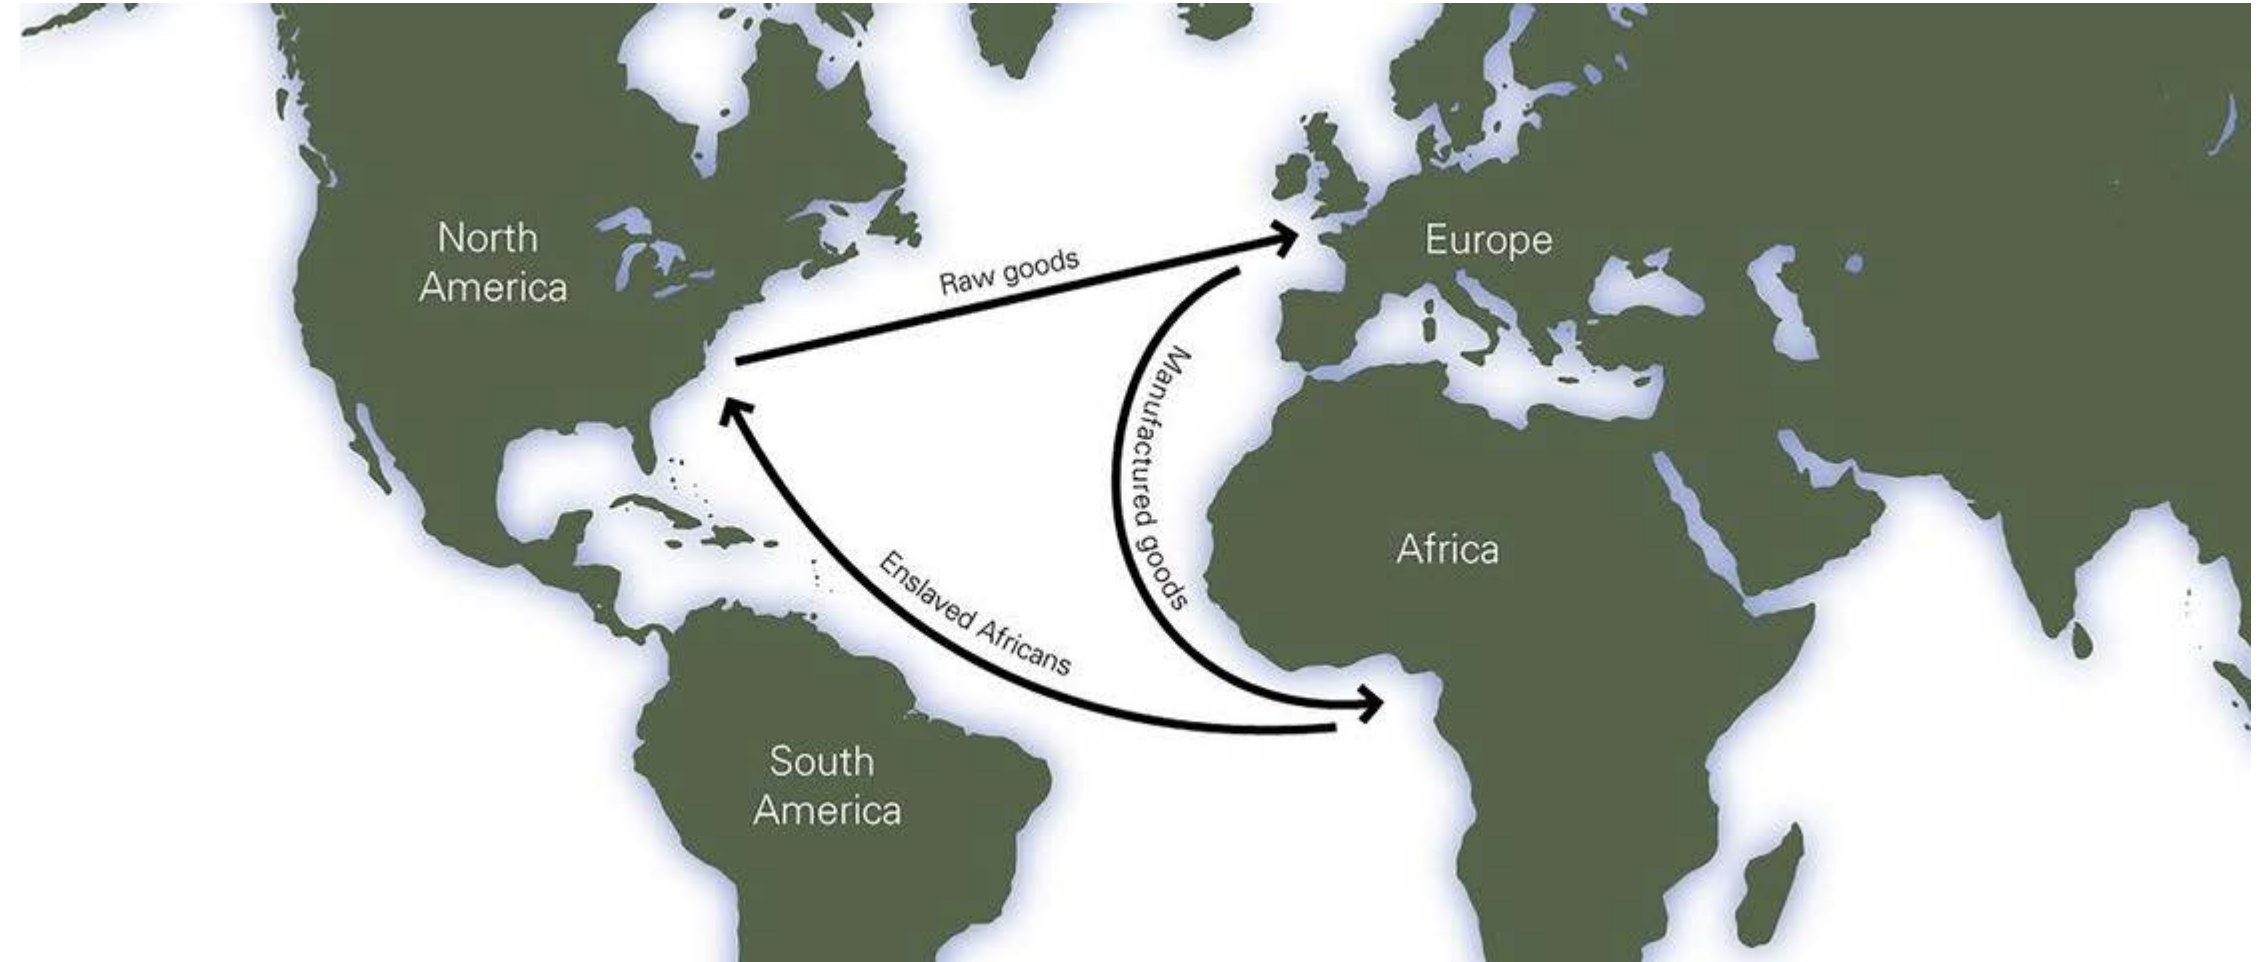 North
America
Raw goods
Europe
Manufactured goods
Enslaved Africans
Africa
South
America